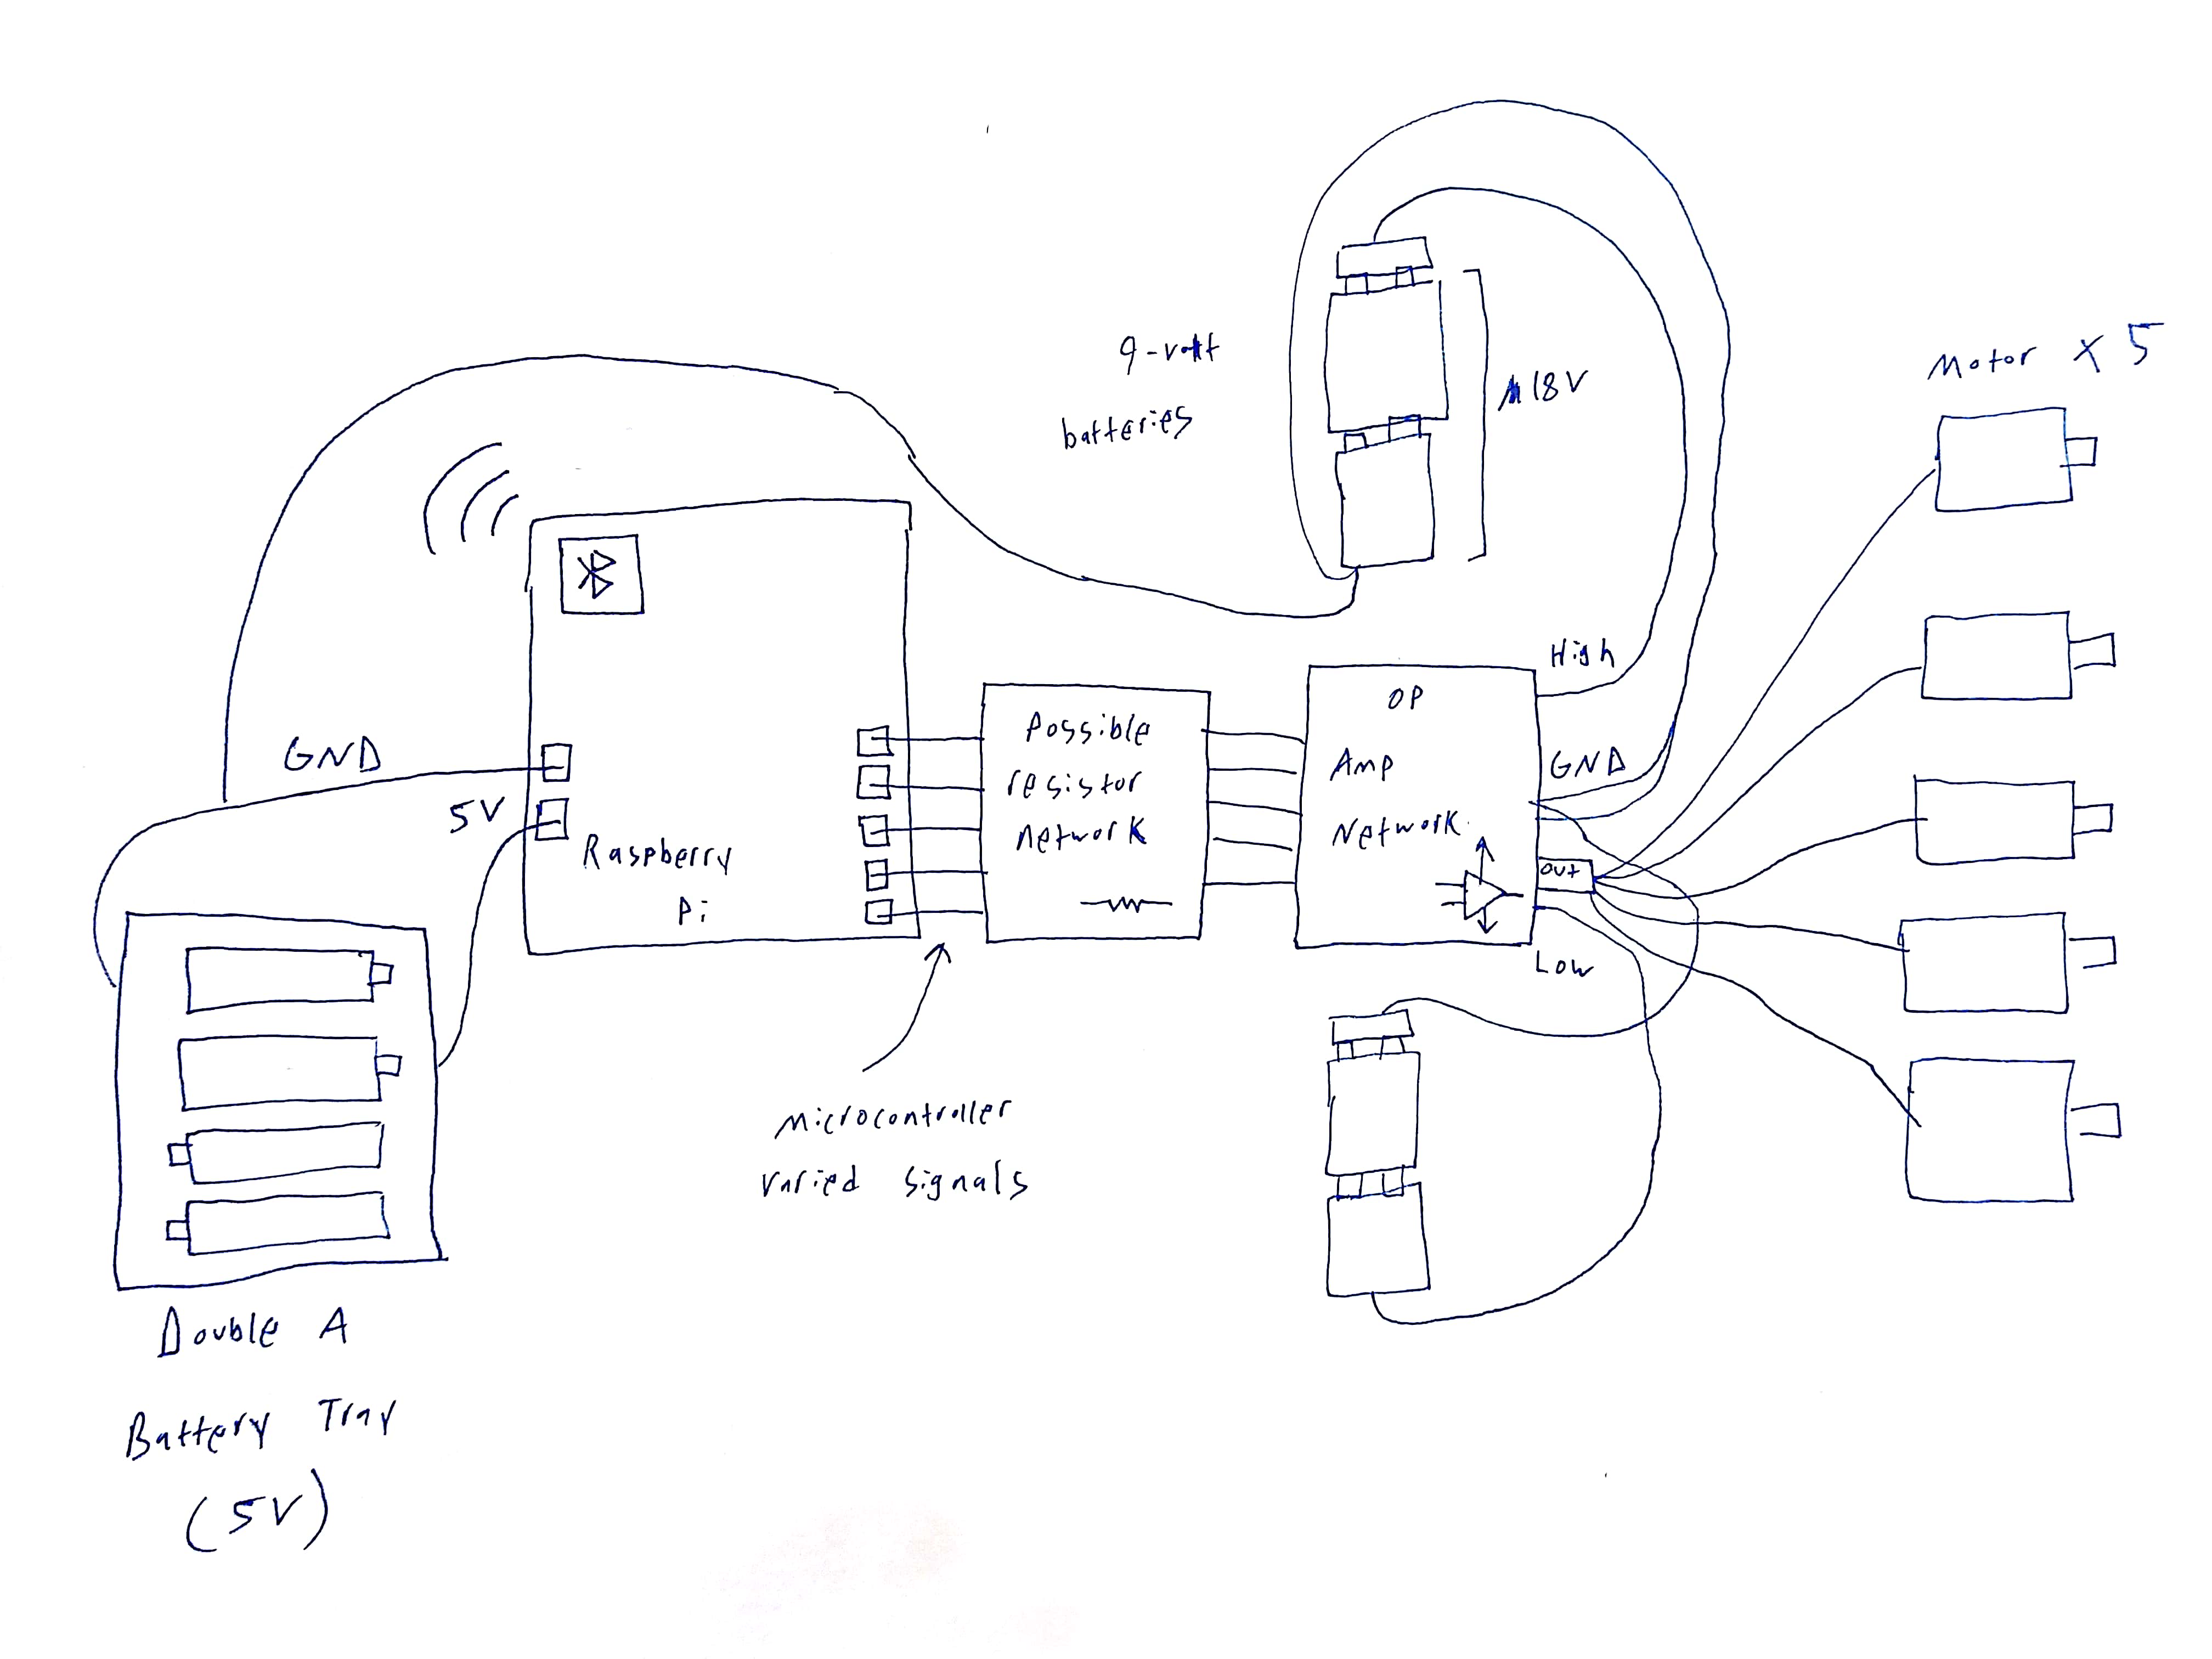 9-volt
batteries
18V
Motor x 5
GND
5V
Raspberry
Pi
Possible
resistor
network
High
OP
Amp
Network
GND
OUT
Low
Microcontroller
varied signals
Double A
Battery Tray
(5V)